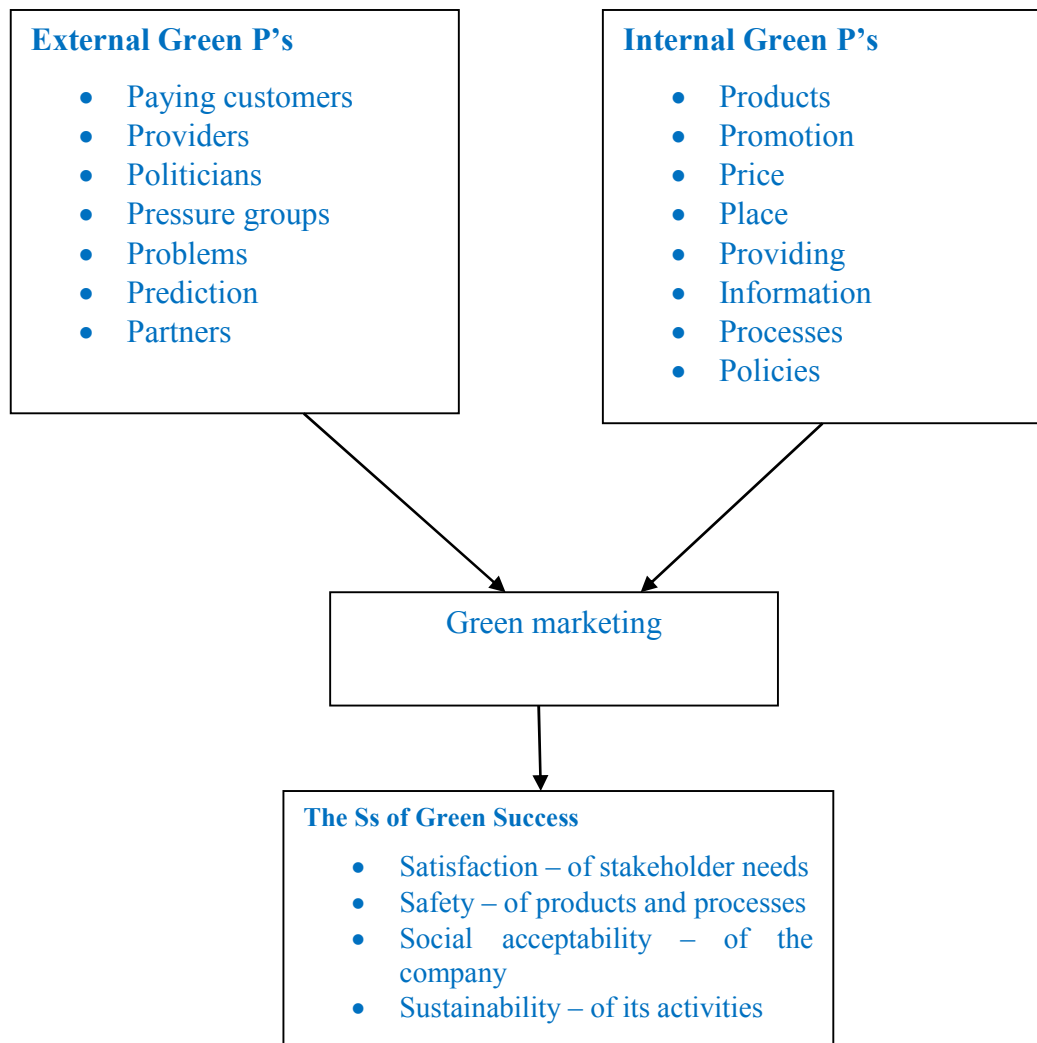 External Green P’s
• Paying customers
• Providers
• Politicians
• Pressure groups
• Problems
• Prediction
• Partners
Internal Green P’s
• Products
• Promotion
• Price
• Place
• Providing
• Information
• Processes
• Policies
Green marketing
The Ss of Green Success
• Satisfaction – of stakeholder needs
• Safety – of products and processes
• Social acceptability – of the
company
• Sustainability – of its activities